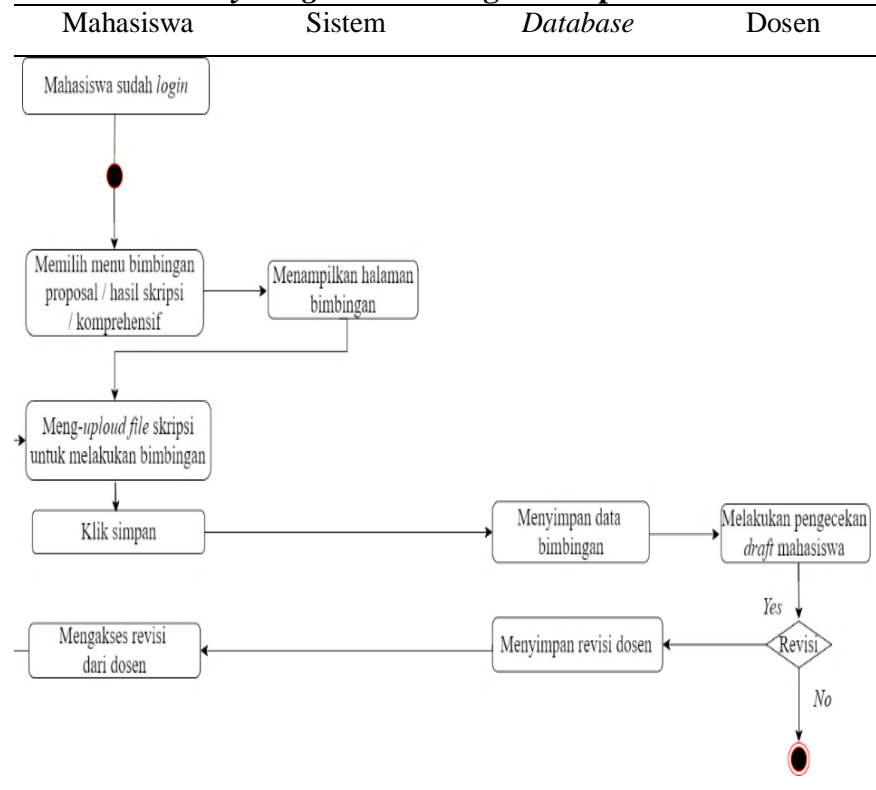 Mahasiswa Sistem Database Dosen
Mahasiswa sudah login
Memilih menu bimbingan
proposal / hasil skripsi
/ komprehensif
Menampilkan halaman
bimbingan
Meng-uploud file skripsi
untuk melakukan bimbingan
Klik simpan
Menyimpan data
bimbingan
Melakukan pengecekan
draft mahasiswa
Yes
Revisi
Menyimpan revisi dosen
Mengakses revisi
dari dosen
No